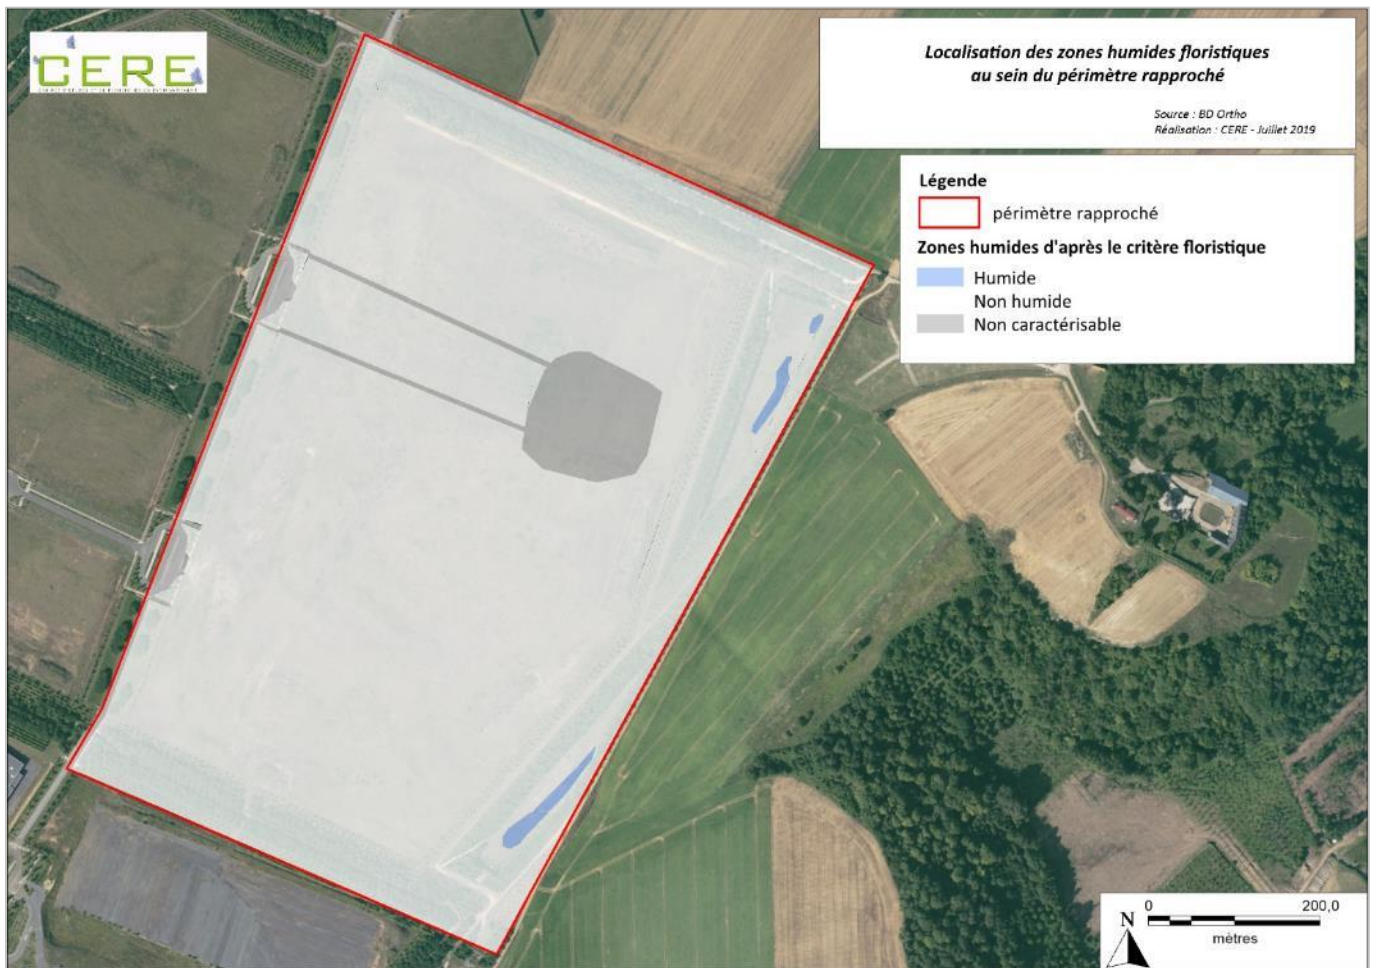 CERE
Localisation des zones humides floristiques
au sein du périmètre rapproché
Source : BD Ortho
Réalisation : CERE - Juillet 2019
Légende
périmètre rapproché
Zones humides d'après le critère floristique
Humide
Non humide
Non caractérisable
0 200,0
N
mètres